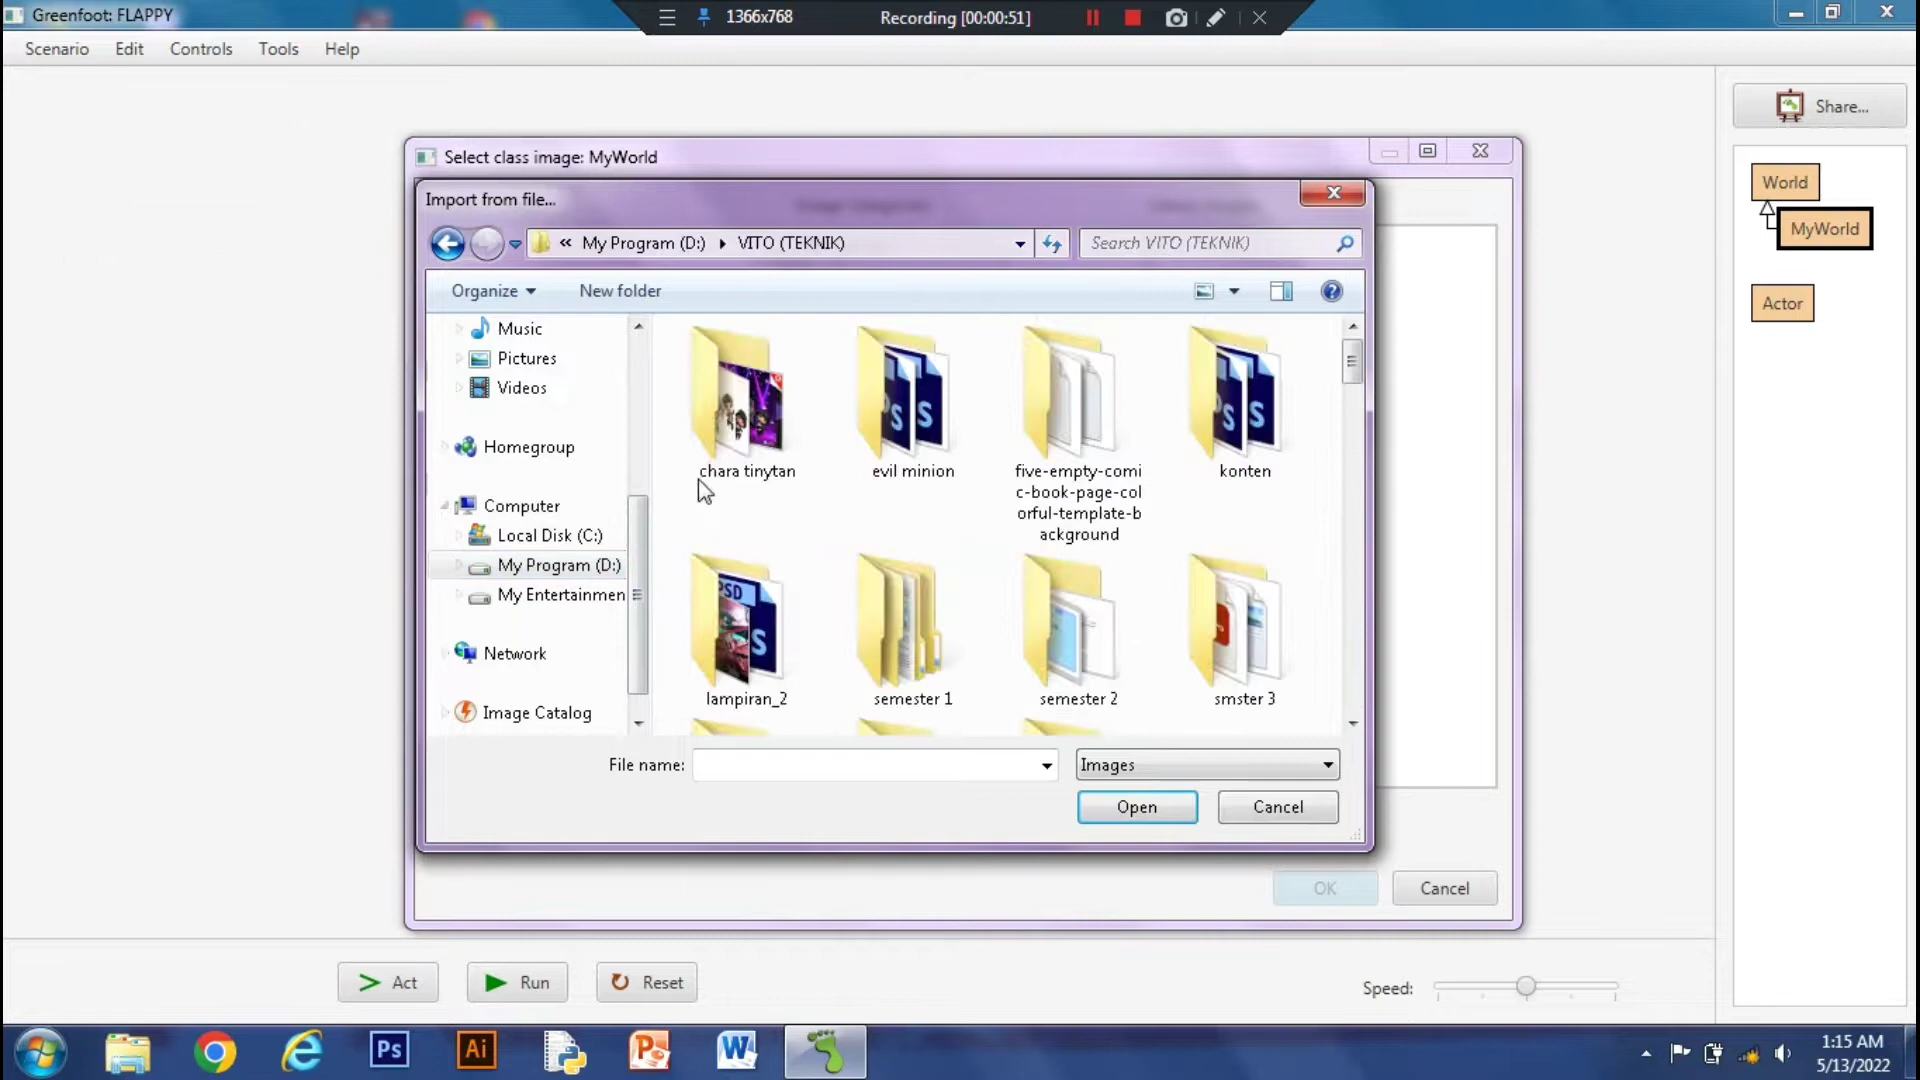 Greenfoot: FLAPPY
1366x768
Recording [00:00:51]
Scenario Edit Controls Tools Help
Share...
Select class image: MyWorld
World
MyWorld
Actor
Import from file...
« My Program (D:) VITO (TEKNIK)
Search VITO (TEKNIK)
Organize New folder
Music
Pictures
Videos
Homegroup
Computer
Local Disk (C:)
My Program (D:)
My Entertainmen
Network
Image Catalog
chara tinytan
evil minion
five-empty-comi
c-book-page-col
orful-template-b
ackground
konten
lampiran_2
semester 1
semester 2
smster 3
File name:
Images
Open Cancel
OK Cancel
Act Run Reset
Speed:
Ps
Ai
1:15 AM
5/13/2022